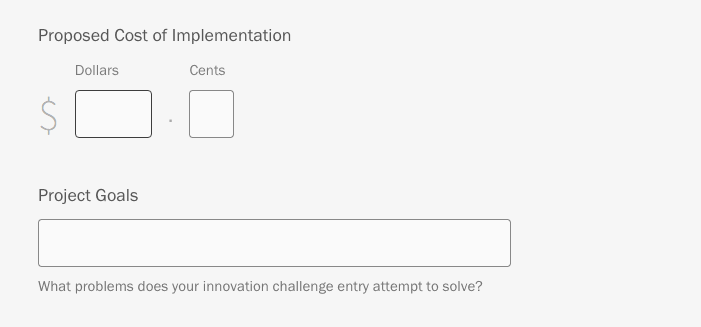 Proposed Cost of Implementation
Dollars Cents
$ .
Project Goals
What problems does your innovation challenge entry attempt to solve?